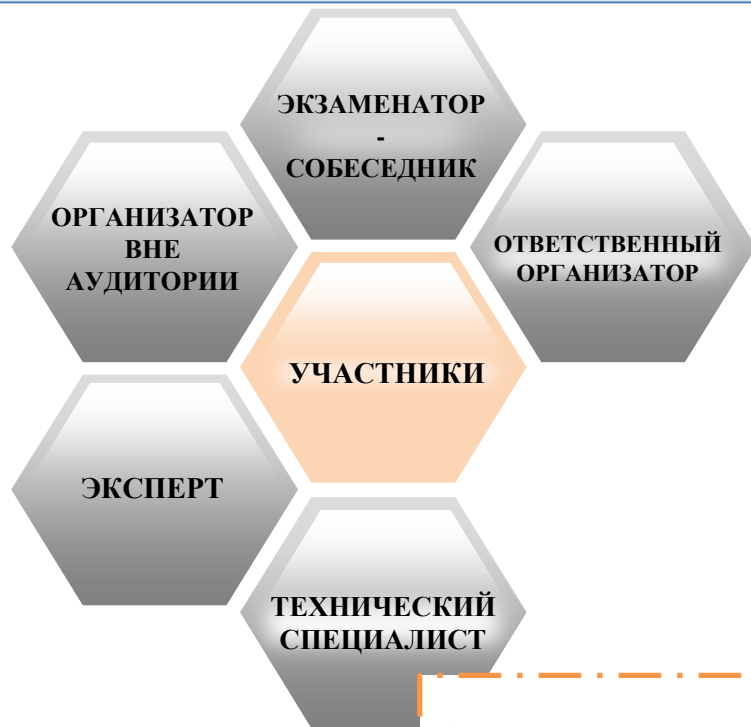 ЭКЗАМЕНАТОР
-
СОБЕСЕДНИК
ОРГАНИЗАТОР
ВНЕ
АУДИТОРИИ
ОТВЕТСТВЕННЫЙ
ОРГАНИЗАТОР
УЧАСТНИКИ
ЭКСПЕРТ
ТЕХНИЧЕСКИЙ
СПЕЦИАЛИСТ